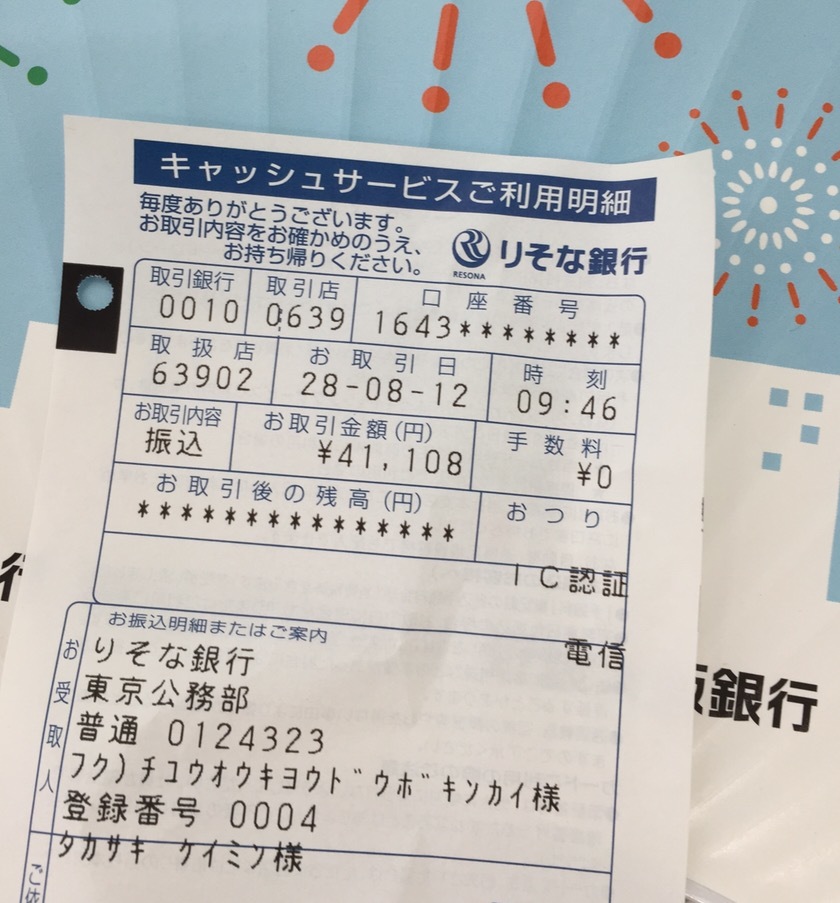 キャッシュサービスご利用明細
毎度ありがとうございます。
お取引内容をお確かめのうえ、
お持ち帰りください。
RESONA
りそな銀行
取引銀行 取引店 口座番号
0010 0639 1643********
取扱店 お取引日 時刻
63902 28-08-12 09:46
お取引内容 お取引金額(円) 手数料
振込 ¥41,108 ¥0
お取引後の残高(円) おつり
***************
IC認証
お振込明細またはご案内
電信
お受取人
りそな銀行
東京公務部
普通 0124323
フク)チユウオウキヨウドウボキンカイ様
登録番号 0004
タカサキ ケイミン様
ご依
銀行